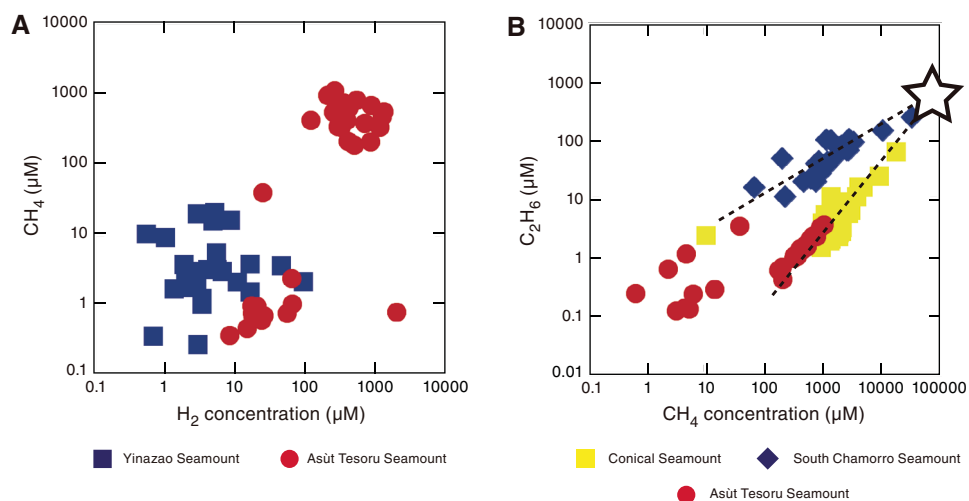 A
CH4 (µM)
10000
1000
100
10
1
0.1
0.1 1 10 100 1000 10000
H2 concentration (µM)
Yinazao Seamount
Asùt Tesoru Seamount
B
C2H6 (µM)
10000
1000
100
10
1
0.1
0.01
0.1 1 10 100 1000 10000 100000
CH4 concentration (µM)
Conical Seamount
South Chamorro Seamount
Asùt Tesoru Seamount